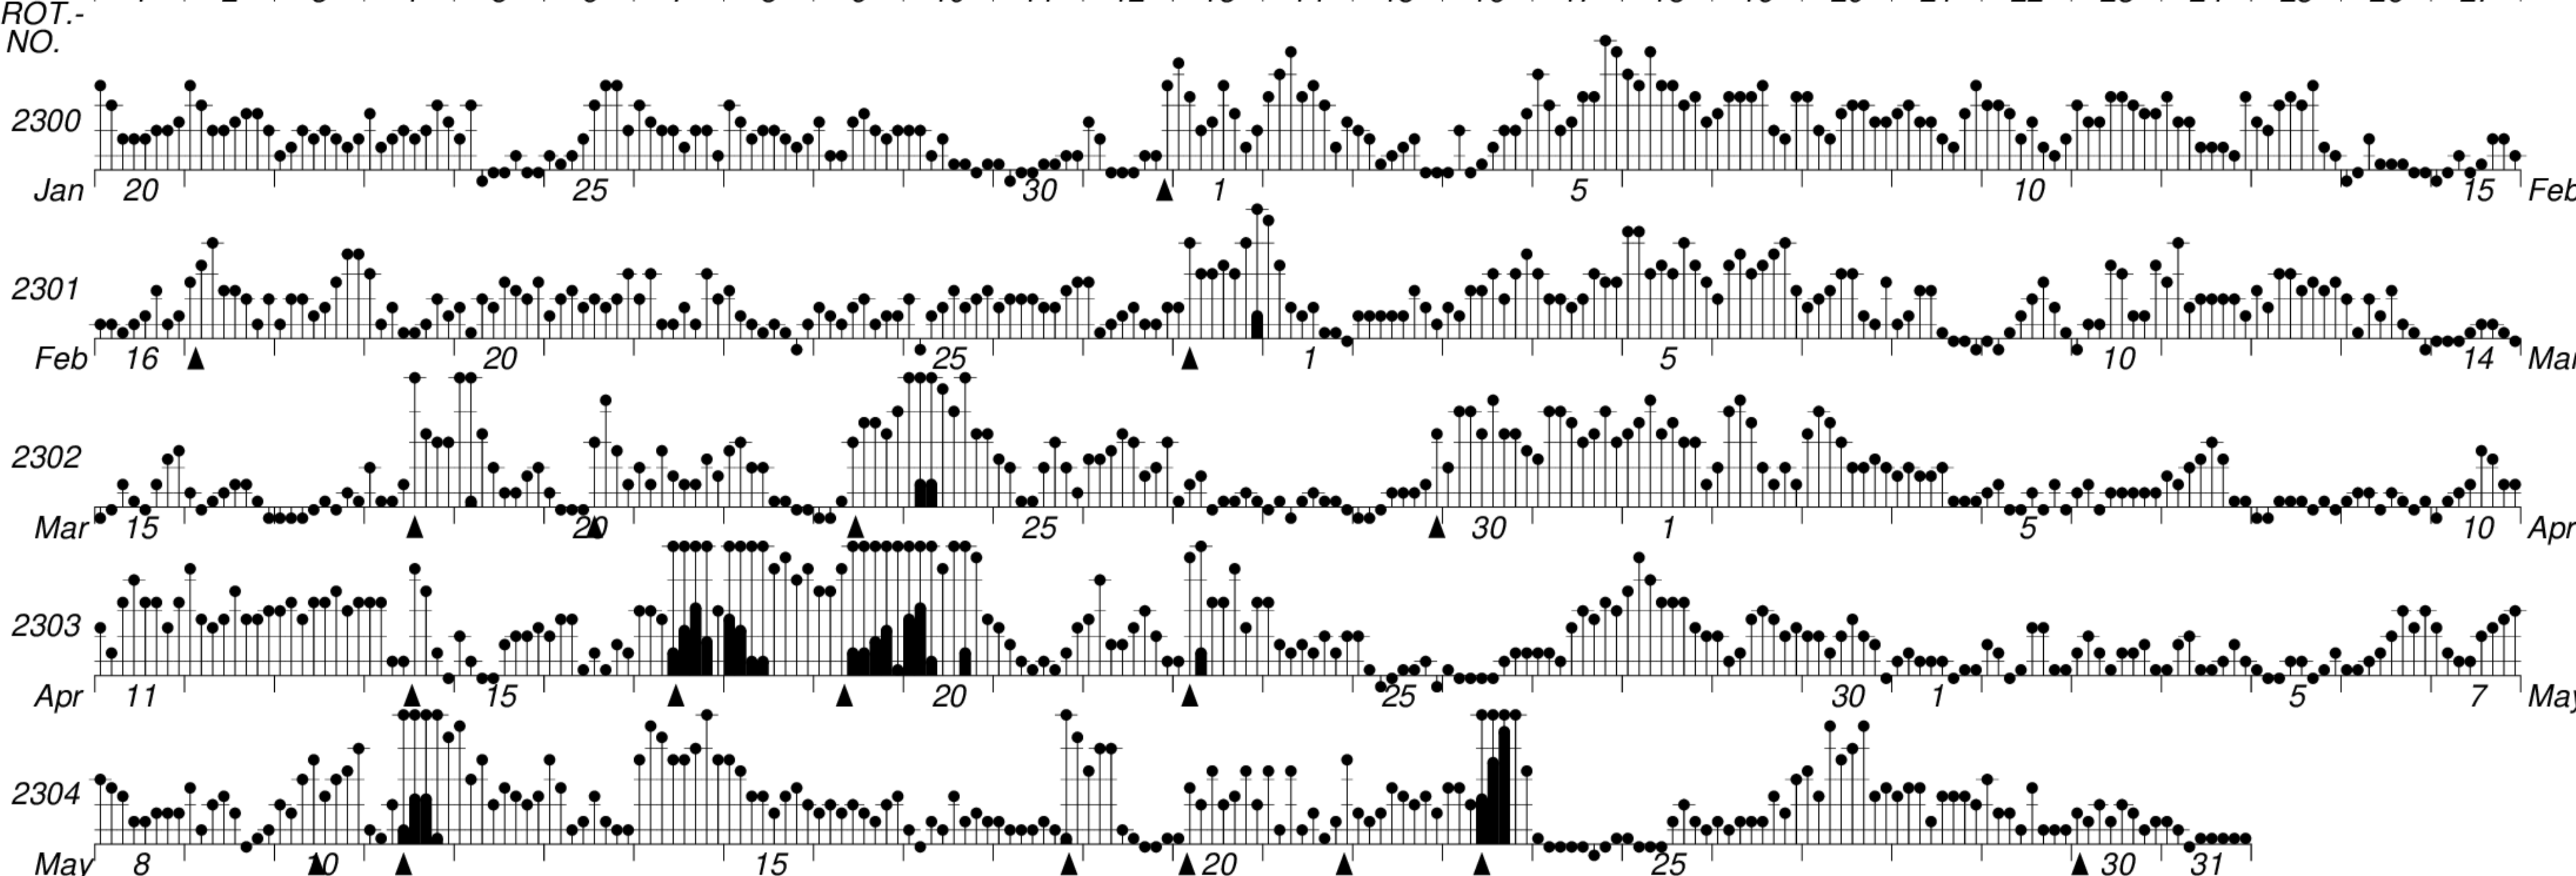 ROT.-
NO.
2300
Jan 20 25 30 1 5 10 15 Feb
2301
Feb 16 20 25 1 5 10 14 Mar
2302
Mar 15 20 25 30 1 5 10 Apr
2303
Apr 11 15 20 25 30 1 5 7 May
2304
May 8 10 15 20 25 30 31